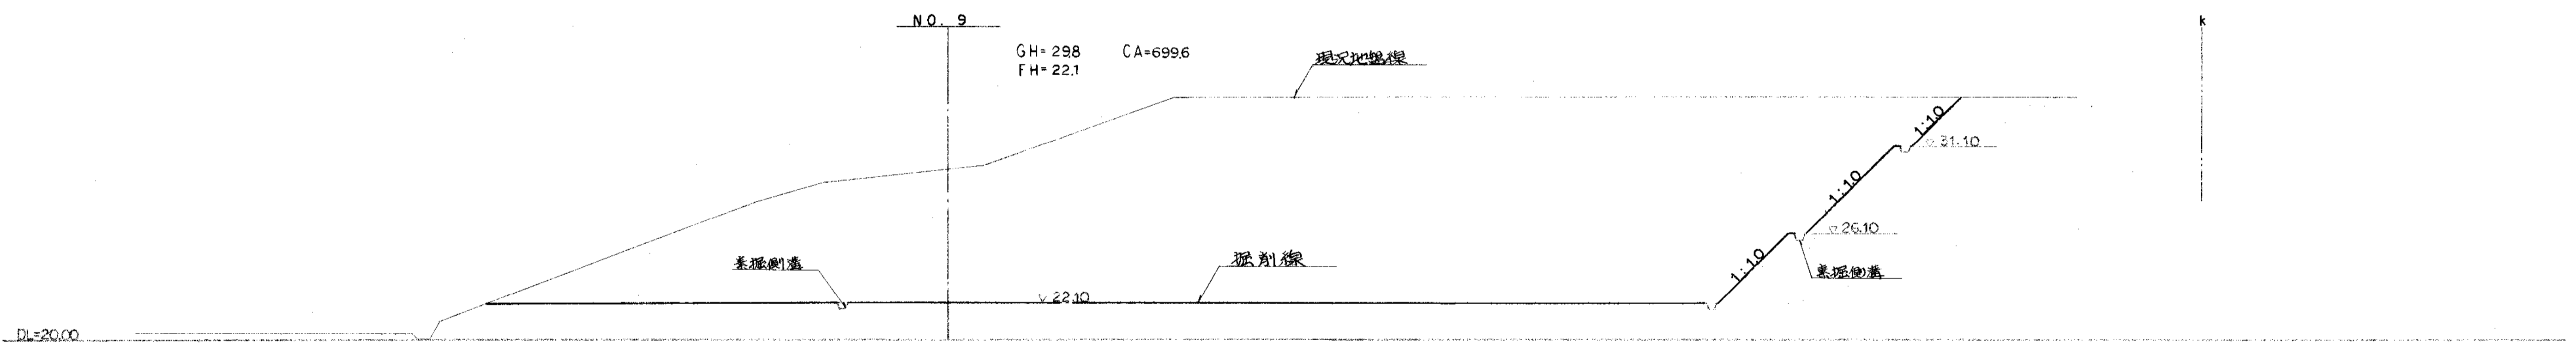 NO. 9
k
GH= 29.8 CA=699.6
FH= 22.1
現況地盤線
1:1.0
▽ 31.10
1:1.0
▽ 26.10
素掘側溝
掘削線
1:1.0
素掘側溝
▽ 22.10
DL=20.00